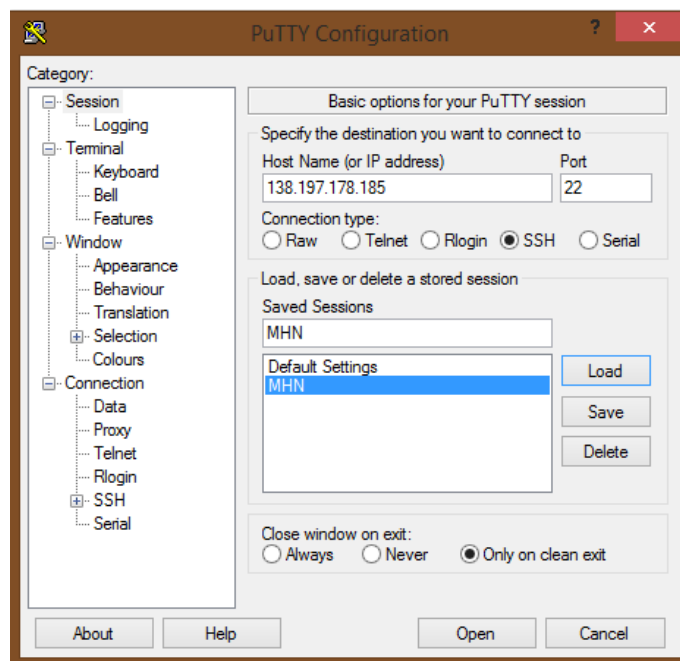 PuTTY Configuration
?
×
Category:
Session
Logging
Terminal
Keyboard
Bell
Features
Window
Appearance
Behaviour
Translation
Selection
Colours
Connection
Data
Proxy
Telnet
Rlogin
SSH
Serial
Basic options for your PuTTY session
Specify the destination you want to connect to
Host Name (or IP address) Port
138.197.178.185 22
Connection type:
Raw Telnet Rlogin SSH Serial
Load, save or delete a stored session
Saved Sessions
MHN
Default Settings
MHN
Load
Save
Delete
Close window on exit:
Always Never Only on clean exit
About Help Open Cancel